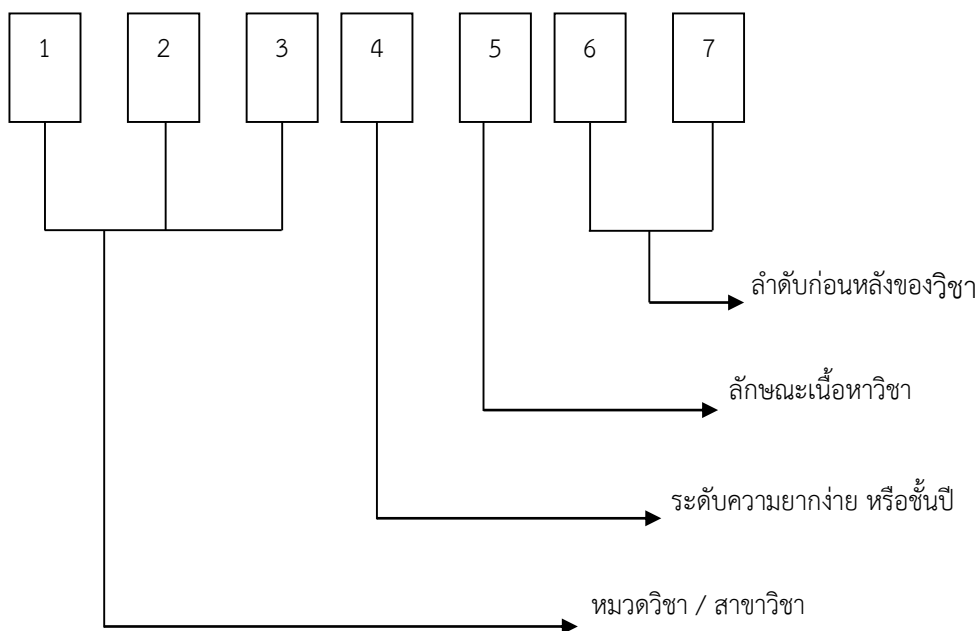 1 2 3 4 5 6 7
ลำดับก่อนหลังของวิชา
ลักษณะเนื้อหาวิชา
ระดับความยากง่าย หรือชั้นปี
หมวดวิชา / สาขาวิชา